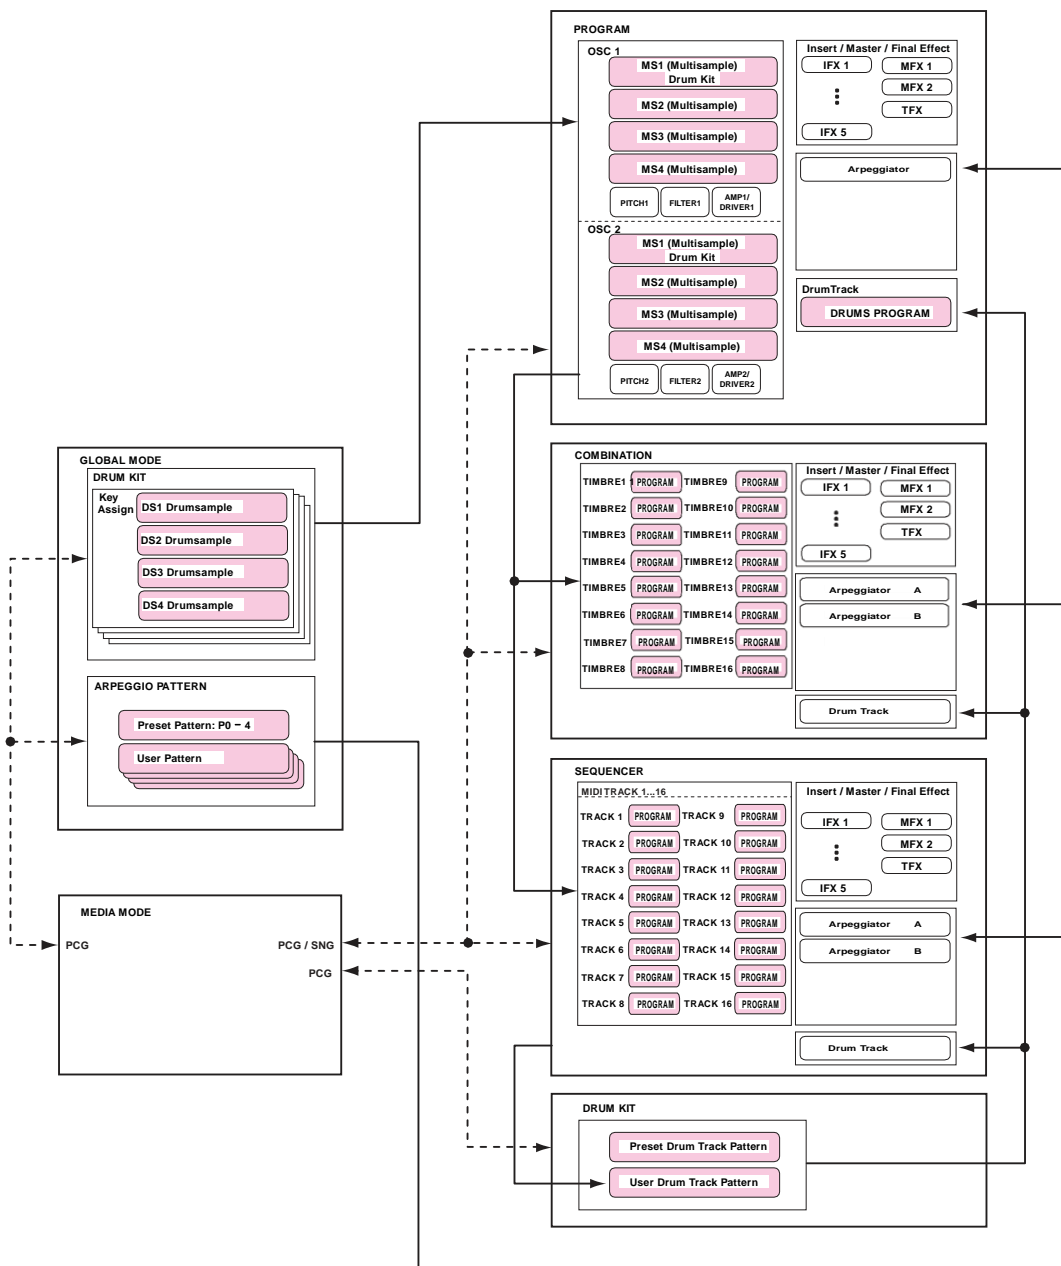 PROGRAM
OSC 1
MS1 (Multisample)
Drum Kit
MS2 (Multisample)
MS3 (Multisample)
MS4 (Multisample)
PITCH1
FILTER1
AMP1/
DRIVER1
OSC 2
MS1 (Multisample)
Drum Kit
MS2 (Multisample)
MS3 (Multisample)
MS4 (Multisample)
PITCH2
FILTER2
AMP2/
DRIVER2
Insert / Master / Final Effect
IFX 1
MFX 1
MFX 2
TFX
IFX 5
Arpeggiator
DrumTrack
DRUMS PROGRAM
GLOBAL MODE
DRUM KIT
Key
Assign
DS1 Drumsample
DS2 Drumsample
DS3 Drumsample
DS4 Drumsample
ARPEGGIO PATTERN
Preset Pattern: P0 – 4
User Pattern
MEDIA MODE
PCG
PCG / SNG
PCG
COMBINATION
TIMBRE1 1 PROGRAM TIMBRE9 PROGRAM
TIMBRE2 PROGRAM TIMBRE10 PROGRAM
TIMBRE3 PROGRAM TIMBRE11 PROGRAM
TIMBRE4 PROGRAM TIMBRE12 PROGRAM
TIMBRE5 PROGRAM TIMBRE13 PROGRAM
TIMBRE6 PROGRAM TIMBRE14 PROGRAM
TIMBRE7 PROGRAM TIMBRE15 PROGRAM
TIMBRE8 PROGRAM TIMBRE16 PROGRAM
Insert / Master / Final Effect
IFX 1
MFX 1
MFX 2
TFX
IFX 5
Arpeggiator A
Arpeggiator B
Drum Track
SEQUENCER
MIDI TRACK 1...16
TRACK 1 PROGRAM TRACK 9 PROGRAM
TRACK 2 PROGRAM TRACK 10 PROGRAM
TRACK 3 PROGRAM TRACK 11 PROGRAM
TRACK 4 PROGRAM TRACK 12 PROGRAM
TRACK 5 PROGRAM TRACK 13 PROGRAM
TRACK 6 PROGRAM TRACK 14 PROGRAM
TRACK 7 PROGRAM TRACK 15 PROGRAM
TRACK 8 PROGRAM TRACK 16 PROGRAM
Insert / Master / Final Effect
IFX 1
MFX 1
MFX 2
TFX
IFX 5
Arpeggiator A
Arpeggiator B
Drum Track
DRUM KIT
Preset Drum Track Pattern
User Drum Track Pattern